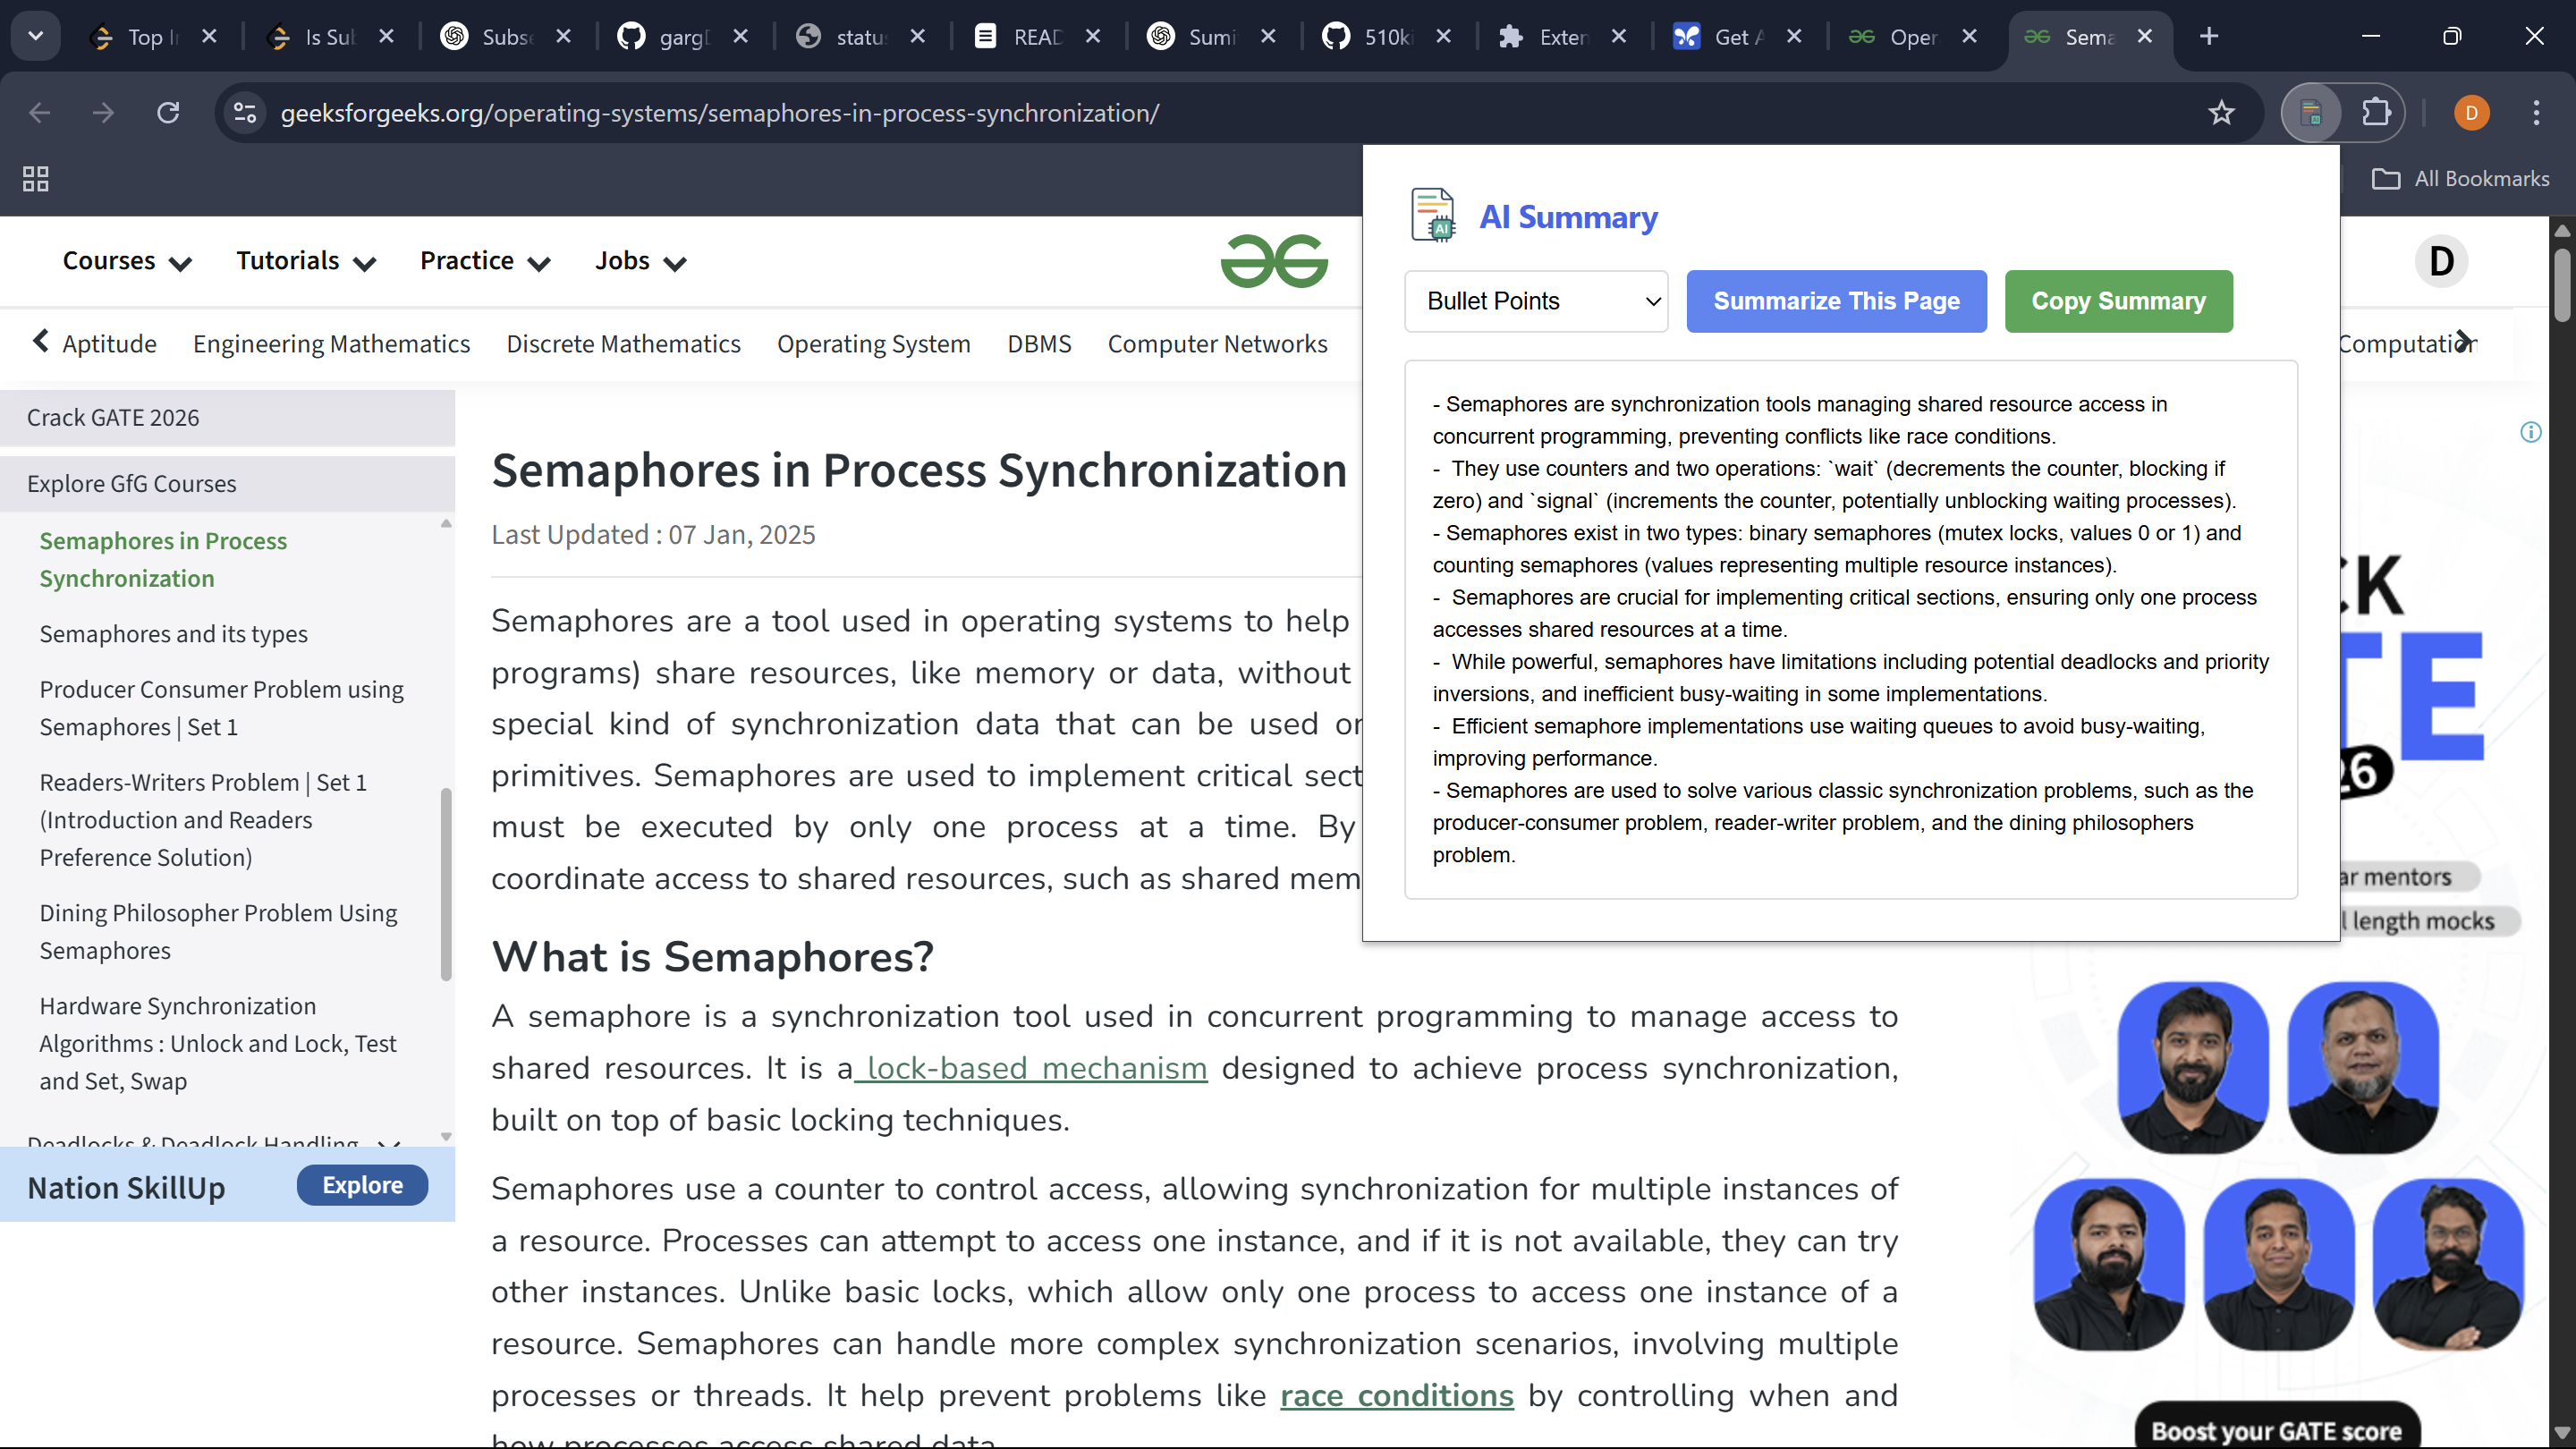 Top
Is Sub
Subs
garg
statu
READ
Sumi
510k
Exten
Get
Oper
Sema
geeksforgeeks.org/operating-systems/semaphores-in-process-synchronization/
D
All Bookmarks
Courses
Tutorials
Practice
Jobs
D
Aptitude
Engineering Mathematics
Discrete Mathematics
Operating System
DBMS
Computer Networks
Computation
Crack GATE 2026
Explore GfG Courses
Semaphores in Process
Synchronization
Semaphores and its types
Producer Consumer Problem using
Semaphores | Set 1
Readers-Writers Problem | Set 1
(Introduction and Readers
Preference Solution)
Dining Philosopher Problem Using
Semaphores
Hardware Synchronization
Algorithms : Unlock and Lock, Test
and Set, Swap
Deadlocks & Deadlock Handling
Nation SkillUp
Explore
Semaphores in Process Synchronization
Last Updated : 07 Jan, 2025
Semaphores are a tool used in operating systems to help
programs) share resources, like memory or data, without
special kind of synchronization data that can be used
primitives. Semaphores are used to implement critical sect
must be executed by only one process at a time. By
coordinate access to shared resources, such as shared mem
What is Semaphores?
A semaphore is a synchronization tool used in concurrent programming to manage access to
shared resources. It is a lock-based mechanism designed to achieve process synchronization,
built on top of basic locking techniques.
Semaphores use a counter to control access, allowing synchronization for multiple instances of
a resource. Processes can attempt to access one instance, and if it is not available, they can try
other instances. Unlike basic locks, which allow only one process to access one instance of a
resource. Semaphores can handle more complex synchronization scenarios, involving multiple
processes or threads. It help prevent problems like race conditions by controlling when and
how processes access shared data.
AI
AI Summary
Bullet Points
Summarize This Page
Copy Summary
- Semaphores are synchronization tools managing shared resource access in
concurrent programming, preventing conflicts like race conditions.
- They use counters and two operations: `wait` (decrements the counter, blocking if
zero) and `signal` (increments the counter, potentially unblocking waiting processes).
- Semaphores exist in two types: binary semaphores (mutex locks, values 0 or 1) and
counting semaphores (values representing multiple resource instances).
- Semaphores are crucial for implementing critical sections, ensuring only one process
accesses shared resources at a time.
- While powerful, semaphores have limitations including potential deadlocks and priority
inversions, and inefficient busy-waiting in some implementations.
- Efficient semaphore implementations use waiting queues to avoid busy-waiting,
improving performance.
- Semaphores are used to solve various classic synchronization problems, such as the
producer-consumer problem, reader-writer problem, and the dining philosophers
problem.
CK
TE
26
ar mentors
l length mocks
Boost your GATE score